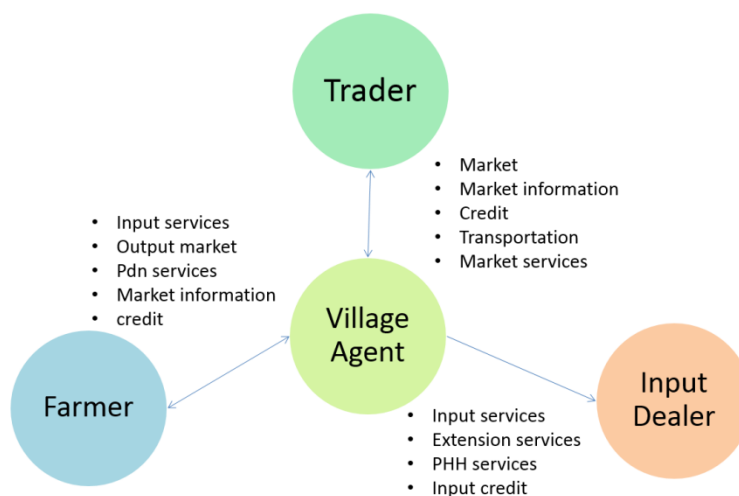 Trader
• Market
• Market information
• Credit
• Transportation
• Market services
• Input services
• Output market
• Pdn services
• Market information
• credit
Village
Agent
Farmer
Input
Dealer
• Input services
• Extension services
• PHH services
• Input credit